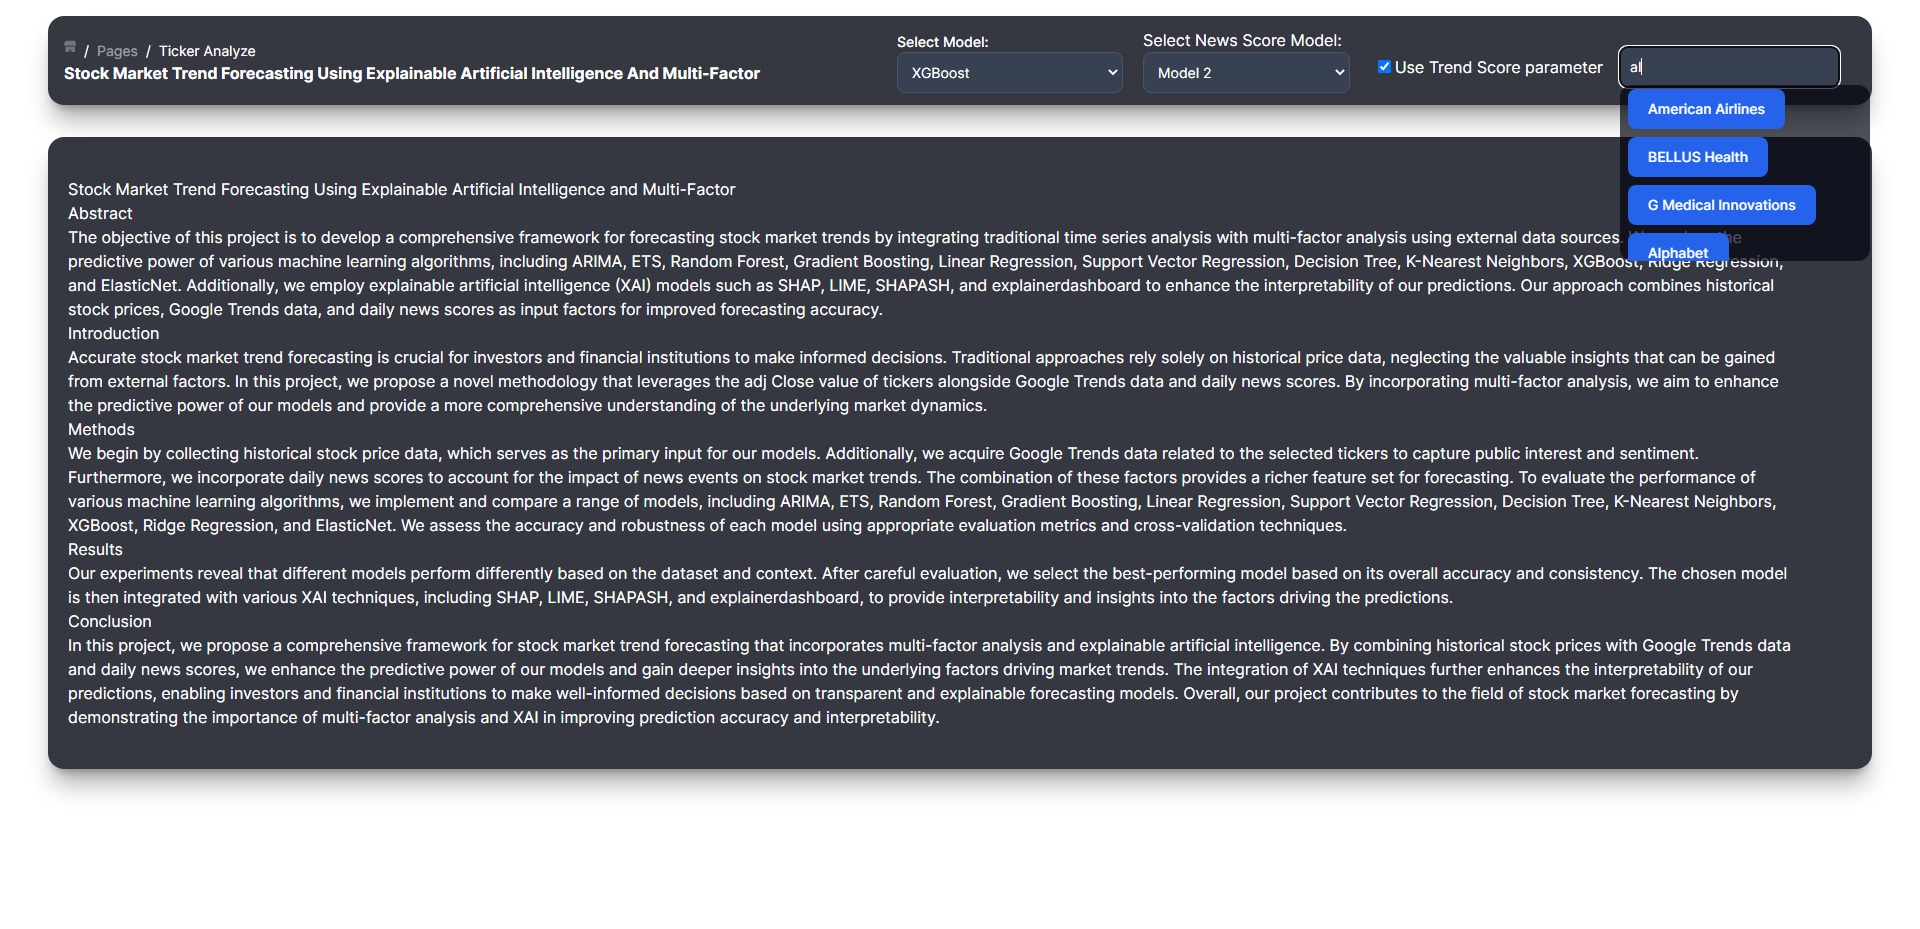 / Pages / Ticker Analyze
Stock Market Trend Forecasting Using Explainable Artificial Intelligence And Multi-Factor
Select Model:
XGBoost
Select News Score Model:
Model 2
Use Trend Score parameter
al
American Airlines
BELLUS Health
G Medical Innovations
Alphabet
Stock Market Trend Forecasting Using Explainable Artificial Intelligence and Multi-Factor
Abstract
The objective of this project is to develop a comprehensive framework for forecasting stock market trends by integrating traditional time series analysis with multi-factor analysis using external data sources. the
predictive power of various machine learning algorithms, including ARIMA, ETS, Random Forest, Gradient Boosting, Linear Regression, Support Vector Regression, Decision Tree, K-Nearest Neighbors, XGBoost, Ridge Regression,
and ElasticNet. Additionally, we employ explainable artificial intelligence (XAI) models such as SHAP, LIME, SHAPASH, and explainerdashboard to enhance the interpretability of our predictions. Our approach combines historical
stock prices, Google Trends data, and daily news scores as input factors for improved forecasting accuracy.
Introduction
Accurate stock market trend forecasting is crucial for investors and financial institutions to make informed decisions. Traditional approaches rely solely on historical price data, neglecting the valuable insights that can be gained
from external factors. In this project, we propose a novel methodology that leverages the adj Close value of tickers alongside Google Trends data and daily news scores. By incorporating multi-factor analysis, we aim to enhance
the predictive power of our models and provide a more comprehensive understanding of the underlying market dynamics.
Methods
We begin by collecting historical stock price data, which serves as the primary input for our models. Additionally, we acquire Google Trends data related to the selected tickers to capture public interest and sentiment.
Furthermore, we incorporate daily news scores to account for the impact of news events on stock market trends. The combination of these factors provides a richer feature set for forecasting. To evaluate the performance of
various machine learning algorithms, we implement and compare a range of models, including ARIMA, ETS, Random Forest, Gradient Boosting, Linear Regression, Support Vector Regression, Decision Tree, K-Nearest Neighbors,
XGBoost, Ridge Regression, and ElasticNet. We assess the accuracy and robustness of each model using appropriate evaluation metrics and cross-validation techniques.
Results
Our experiments reveal that different models perform differently based on the dataset and context. After careful evaluation, we select the best-performing model based on its overall accuracy and consistency. The chosen model
is then integrated with various XAI techniques, including SHAP, LIME, SHAPASH, and explainerdashboard, to provide interpretability and insights into the factors driving the predictions.
Conclusion
In this project, we propose a comprehensive framework for stock market trend forecasting that incorporates multi-factor analysis and explainable artificial intelligence. By combining historical stock prices with Google Trends data
and daily news scores, we enhance the predictive power of our models and gain deeper insights into the underlying factors driving market trends. The integration of XAI techniques further enhances the interpretability of our
predictions, enabling investors and financial institutions to make well-informed decisions based on transparent and explainable forecasting models. Overall, our project contributes to the field of stock market forecasting by
demonstrating the importance of multi-factor analysis and XAI in improving prediction accuracy and interpretability.